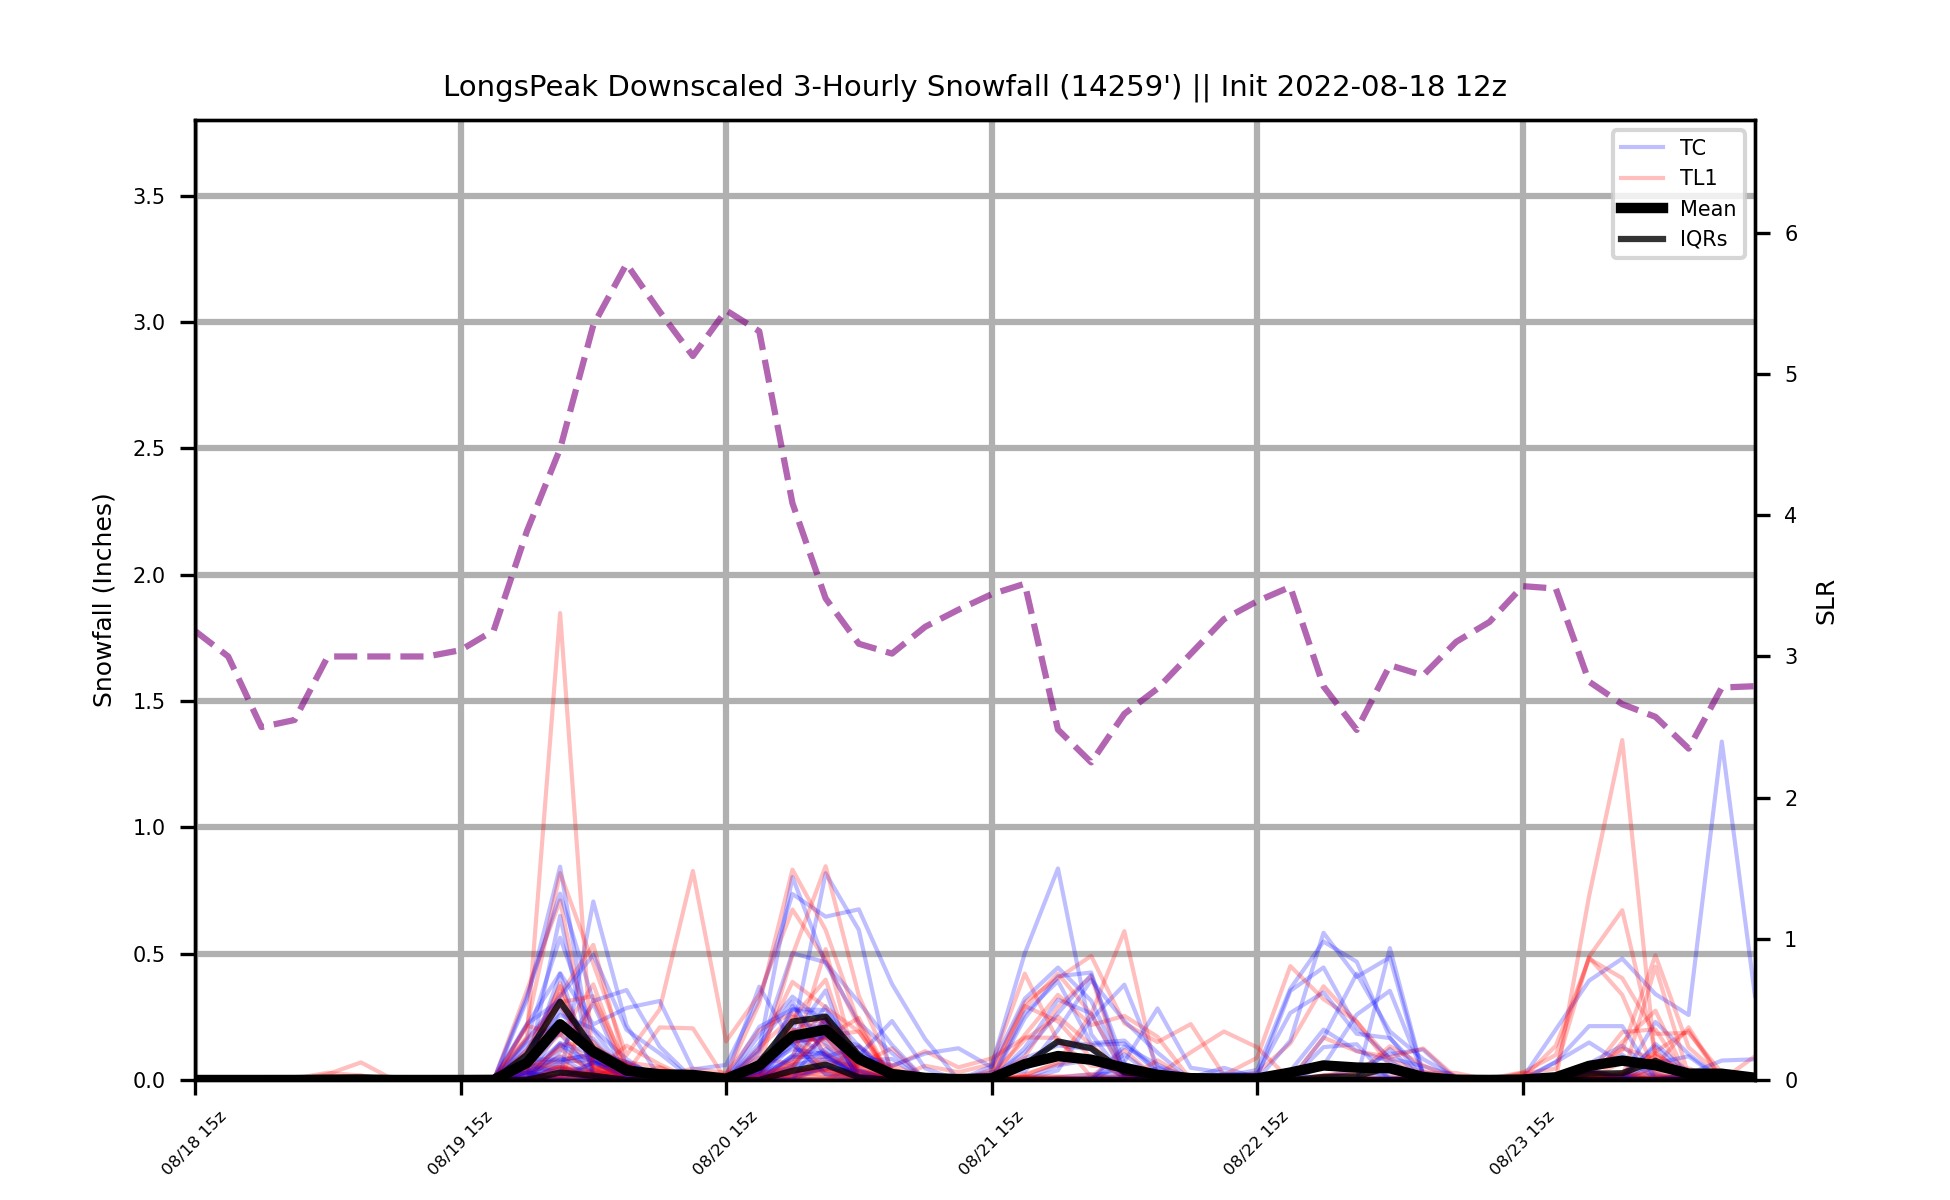 LongsPeak Downscaled 3-Hourly Snowfall (14259') || Init 2022-08-18 12z
TC
TL1
Mean
IQRs
Snowfall (Inches)
3.5
3.0
2.5
2.0
1.5
1.0
0.5
0.0
SLR
6
5
4
3
2
1
0
08/18 15z
08/19 15z
08/20 15z
08/21 15z
08/22 15z
08/23 15z